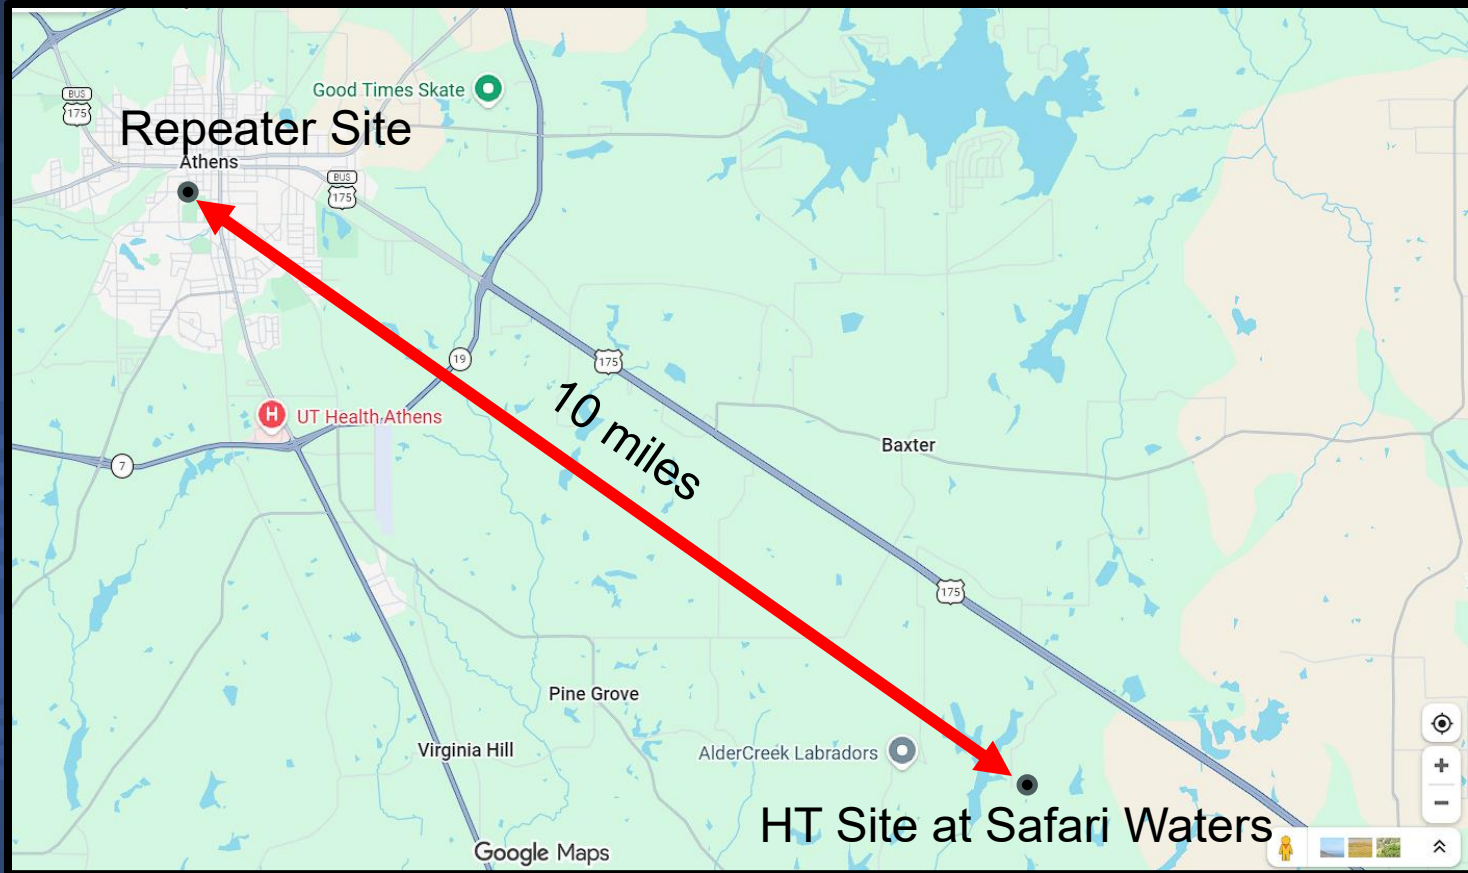 Good Times Skate
BUS
175
Repeater Site
Athens
BUS
175
19
175
10 miles
UT Health Athens
H
Baxter
7
175
Pine Grove
Virginia Hill
AlderCreek Labradors
HT Site at Safari Waters
Google Maps